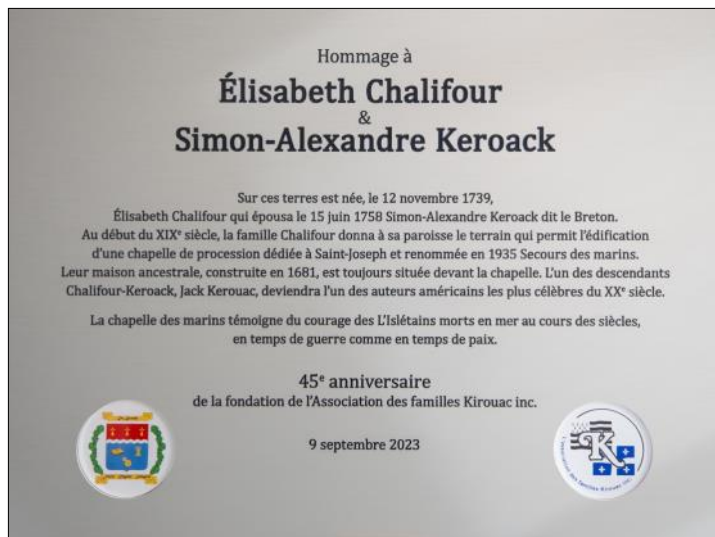 Hommage à
Élisabeth Chalifour
&
Simon-Alexandre Keroack
Sur ces terres est née, le 12 novembre 1739,
Élisabeth Chalifour qui épousa le 15 juin 1758 Simon-Alexandre Keroack dit le Breton.
Au début du XIXe siècle, la famille Chalifour donna à sa paroisse le terrain qui permit l'édification
d'une chapelle de procession dédiée à Saint-Joseph et renommée en 1935 Secours des marins.
Leur maison ancestrale, construite en 1681, est toujours située devant la chapelle. L'un des descendants
Chalifour-Keroack, Jack Kerouac, deviendra l'un des auteurs américains les plus célèbres du XXe siècle.
La chapelle des marins témoigne du courage des L'Islétains morts en mer au cours des siècles,
en temps de guerre comme en temps de paix.
45e anniversaire
de la fondation de l'Association des familles Kirouac inc.
9 septembre 2023
K
L'association des familles Kirouac inc.